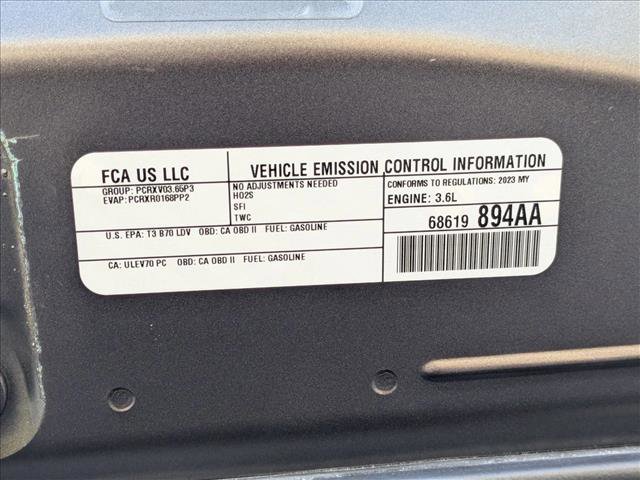 FCA US LLC
GROUP: PCRXV03.65P3
EVAP: PCRXR0168PP2
VEHICLE EMISSION CONTROL INFORMATION
NO ADJUSTMENTS NEEDED
HO2S
SFI
TWC
CONFORMS TO REGULATIONS: 2023 MY
ENGINE: 3.6L
68619 894AA
U.S. EPA: T3 B70 LDV OBD: CA OBD II FUEL: GASOLINE
CA: ULEV70 PC OBD: CA OBD II FUEL: GASOLINE